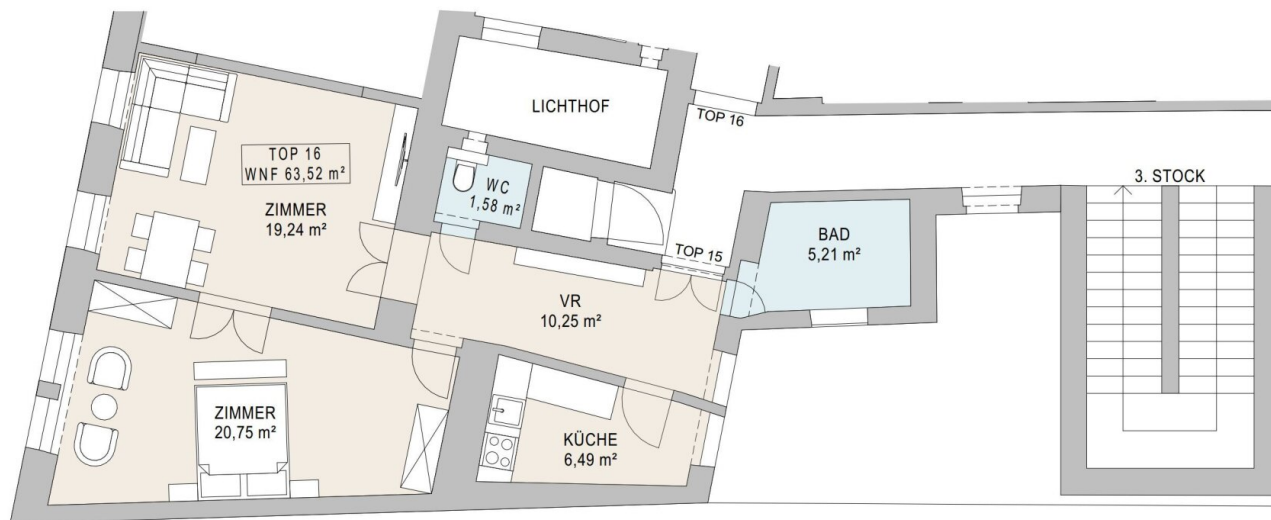 LICHTHOF
TOP 16
TOP 16
WNF 63,52 m²
ZIMMER
19,24 m²
WC
1,58 m²
3. STOCK
TOP 15
BAD
5,21 m²
VR
10,25 m²
ZIMMER
20,75 m²
KÜCHE
6,49 m²